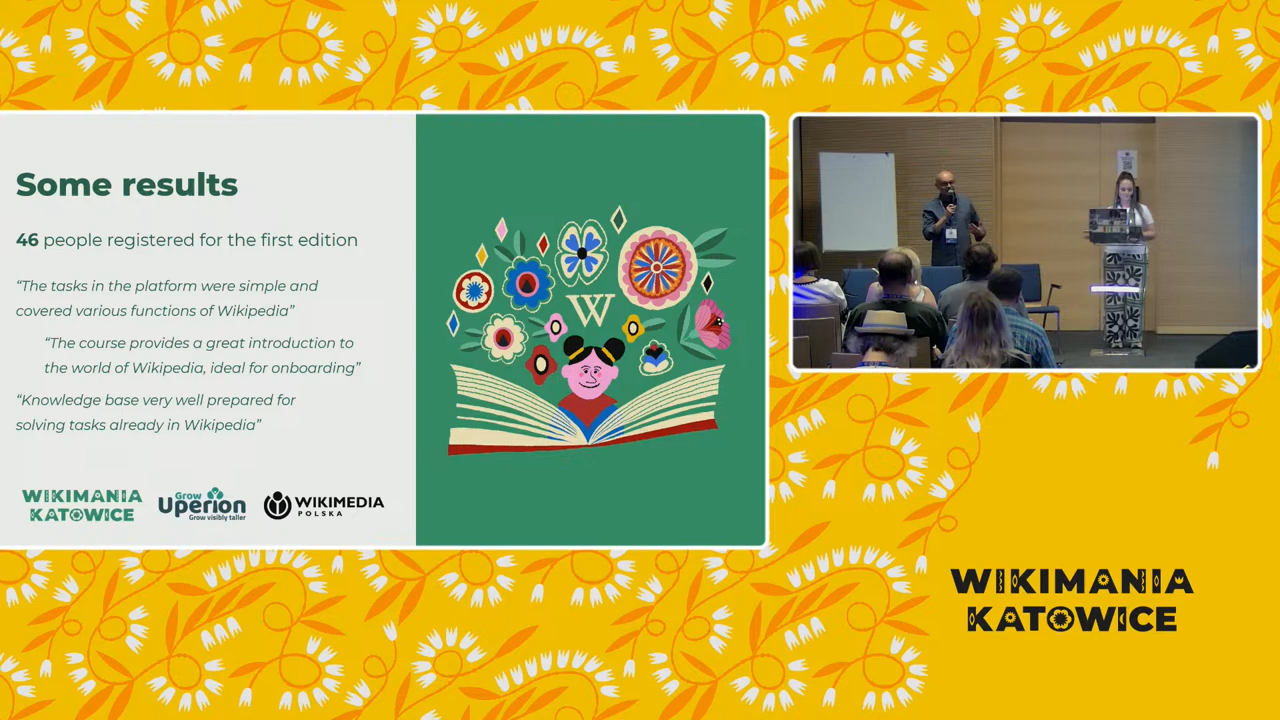 Some results
46 people registered for the first edition
“The tasks in the platform were simple and
covered various functions of Wikipedia”
“The course provides a great introduction to
the world of Wikipedia, ideal for onboarding”
“Knowledge base very well prepared for
solving tasks already in Wikipedia”
WIKIMANIA
KATOWICE
Grow
Uperion
Grow visibly taller
WIKIMEDIA
POLSKA
W
WIKIMANIA
KATOWICE